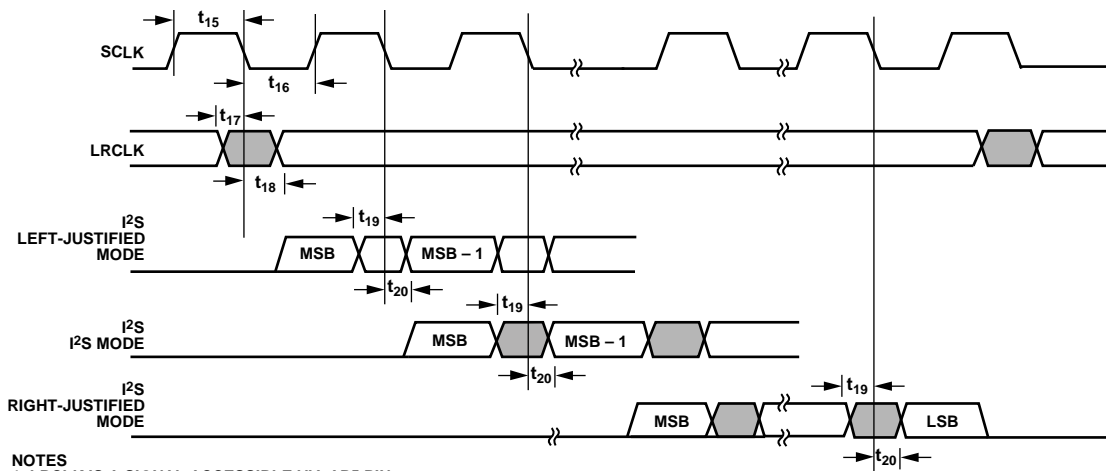 t15
SCLK
t16
t17
LRCLK
t18
I2S
LEFT-JUSTIFIED
MODE
t19
MSB
MSB – 1
t20
I2S
I2S MODE
t19
MSB
MSB – 1
t20
I2S
RIGHT-JUSTIFIED
MODE
t19
MSB
LSB
t20
NOTES